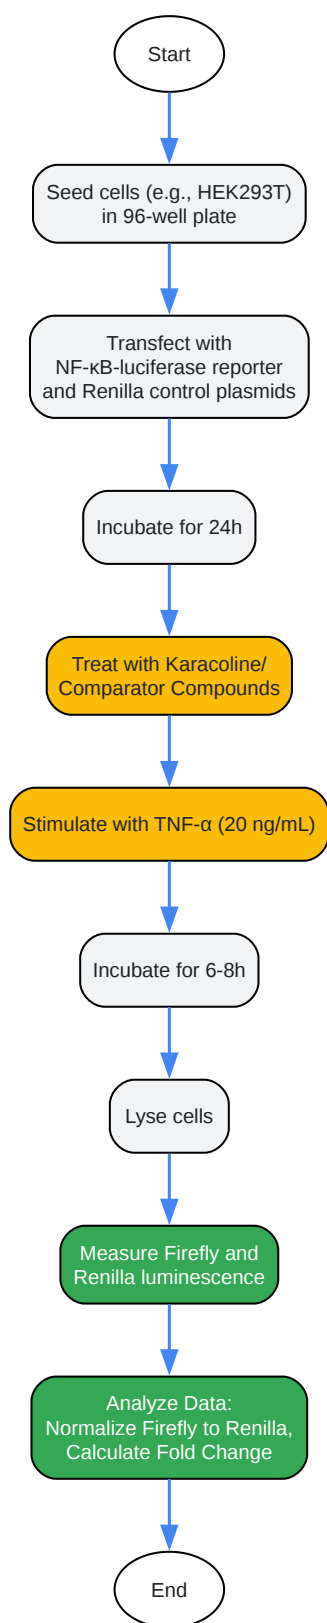 Start
Seed cells (e.g., HEK293T)
in 96-well plate
Transfect with
NF-κB-luciferase reporter
and Renilla control plasmids
Incubate for 24h
Treat with Karacoline/
Comparator Compounds
Stimulate with TNF-α (20 ng/mL)
Incubate for 6-8h
Lyse cells
Measure Firefly and
Renilla luminescence
Analyze Data:
Normalize Firefly to Renilla,
Calculate Fold Change
End